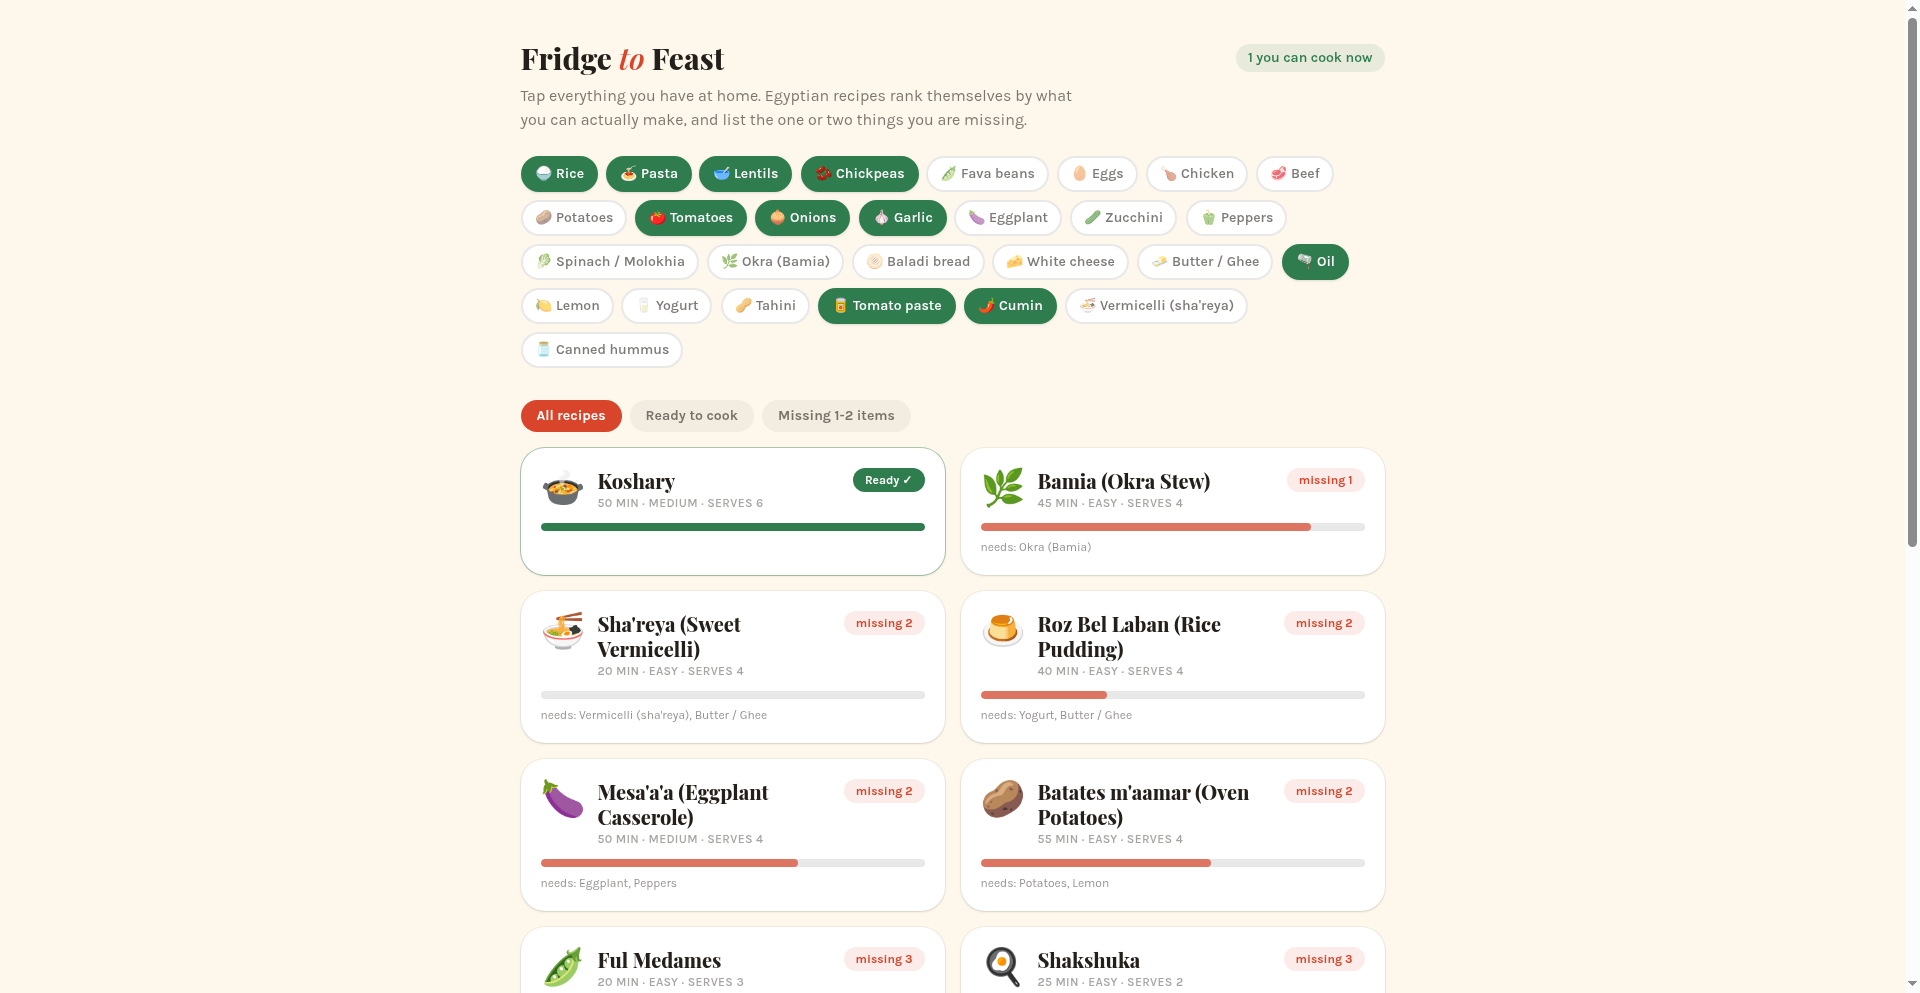 Fridge to Feast
1 you can cook now
Tap everything you have at home. Egyptian recipes rank themselves by what
you can actually make, and list the one or two things you are missing.
Rice Pasta Lentils Chickpeas Fava beans Eggs Chicken Beef
Potatoes Tomatoes Onions Garlic Eggplant Zucchini Peppers
Spinach / Molokhia Okra (Bamia) Baladi bread White cheese Butter / Ghee Oil
Lemon Yogurt Tahini Tomato paste Cumin Vermicelli (sha'reya)
Canned hummus
All recipes Ready to cook Missing 1-2 items
Koshary
Ready ✓
50 MIN · MEDIUM · SERVES 6
Bamia (Okra Stew)
missing 1
45 MIN · EASY · SERVES 4
needs: Okra (Bamia)
Sha'reya (Sweet
Vermicelli)
missing 2
20 MIN · EASY · SERVES 4
needs: Vermicelli (sha'reya), Butter / Ghee
Roz Bel Laban (Rice
Pudding)
missing 2
40 MIN · EASY · SERVES 4
needs: Yogurt, Butter / Ghee
Mesa'a'a (Eggplant
Casserole)
missing 2
50 MIN · MEDIUM · SERVES 4
needs: Eggplant, Peppers
Batates m'aamar (Oven
Potatoes)
missing 2
55 MIN · EASY · SERVES 4
needs: Potatoes, Lemon
Ful Medames
missing 3
20 MIN · EASY · SERVES 3
Shakshuka
missing 3
25 MIN · EASY · SERVES 2